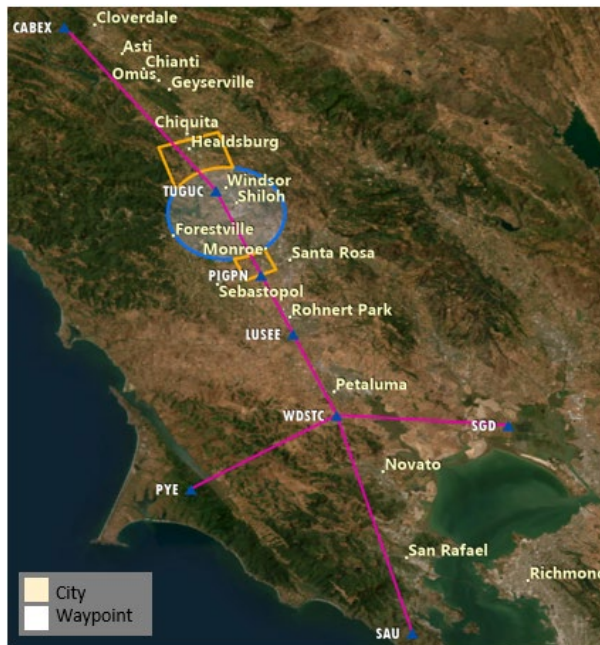 Cloverdale
CABEX
Asti
Chianti
Omus
Geyserville
Chiquita
Healdsburg
Windsor
TUGUC
Shiloh
Forestville
Monroe
Santa Rosa
PIGPN
Sebastopol
Rohnert Park
LUSEE
Petaluma
WDSTC
SGD
Novato
PYE
San Rafael
Richmond
City
Waypoint
SAU